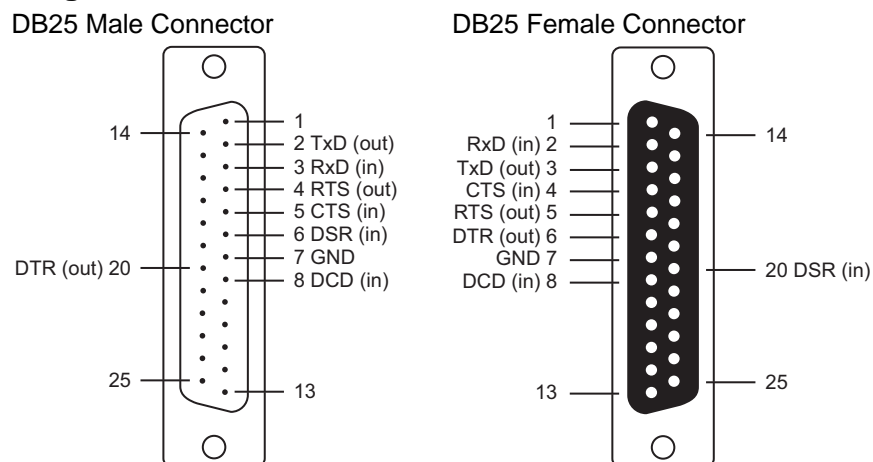 DB25 Male Connector
14
DTR (out) 20
25
1
2 TxD (out)
3 RxD (in)
4 RTS (out)
5 CTS (in)
6 DSR (in)
7 GND
8 DCD (in)
13
DB25 Female Connector
1
RxD (in) 2
TxD (out) 3
CTS (in) 4
RTS (out) 5
DTR (out) 6
GND 7
DCD (in) 8
13
14
20 DSR (in)
25